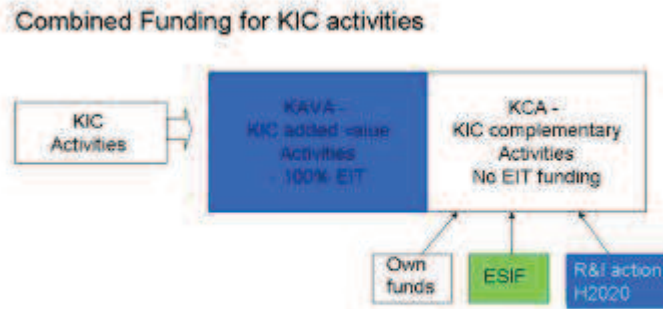 Combined Funding for KIC activities
KIC
Activities
KAVA -
KIC added value
Activities
- 100% EIT
KCA -
KIC complementary
Activities
No EIT funding
Own
funds
ESIF
R&I action
H2020